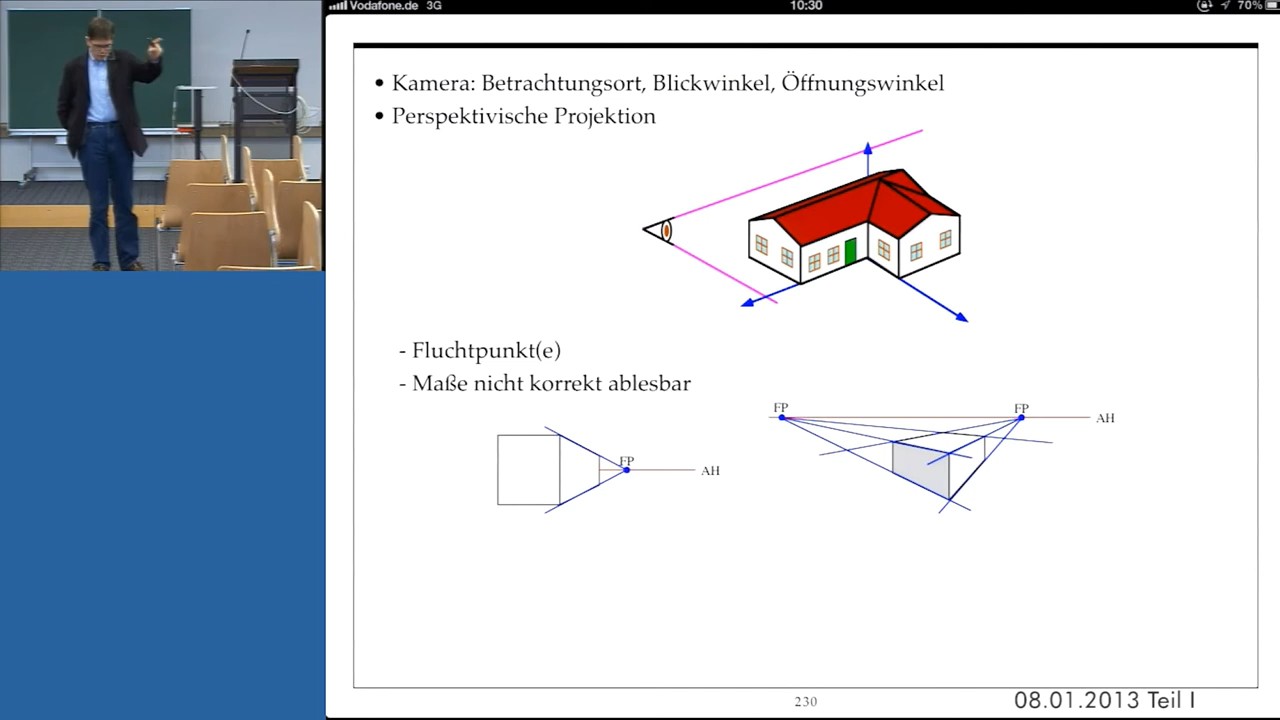 Vodafone.de 3G 10:30 70%
• Kamera: Betrachtungsort, Blickwinkel, Öffnungswinkel
• Perspektivische Projektion
- Fluchtpunkt(e)
- Maße nicht korrekt ablesbar
FP FP
AH
FP
AH
230
08.01.2013 Teil I